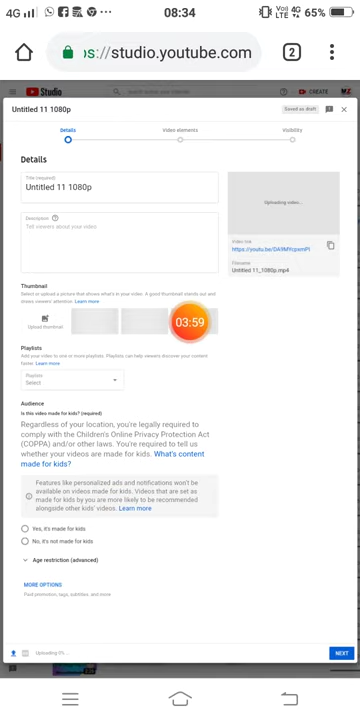 4G 08:34 Voi) LTE 4G 65%
s://studio.youtube.com 2
Studio CREATE
Untitled 11 1080p Saved as draft
Details Video elements Visibility
Details
Title (required)
Untitled 11 1080p
Uploading video...
Description
Tell viewers about your video
Video link
Filename
Untitled 11_1080p.mp4
Thumbnail
Select or upload a picture that shows what's in your video. A good thumbnail stands out and
draws viewers' attention. Learn more
Upload thumbnail
03:59
Playlists
Add your video to one or more playlists. Playlists can help viewers discover your content
faster. Learn more
Playlists
Select
Audience
Is this video made for kids? (required)
Regardless of your location, you're legally required to
comply with the Children's Online Privacy Protection Act
(COPPA) and/or other laws. You're required to tell us
whether your videos are made for kids. What's content
made for kids?
Features like personalized ads and notifications won't be
available on videos made for kids. Videos that are set as
made for kids by you are more likely to be recommended
alongside other kids' videos. Learn more
Yes, it's made for kids
No, it's not made for kids
Age restriction (advanced)
MORE OPTIONS
Paid promotion, tags, subtitles, and more
NEXT